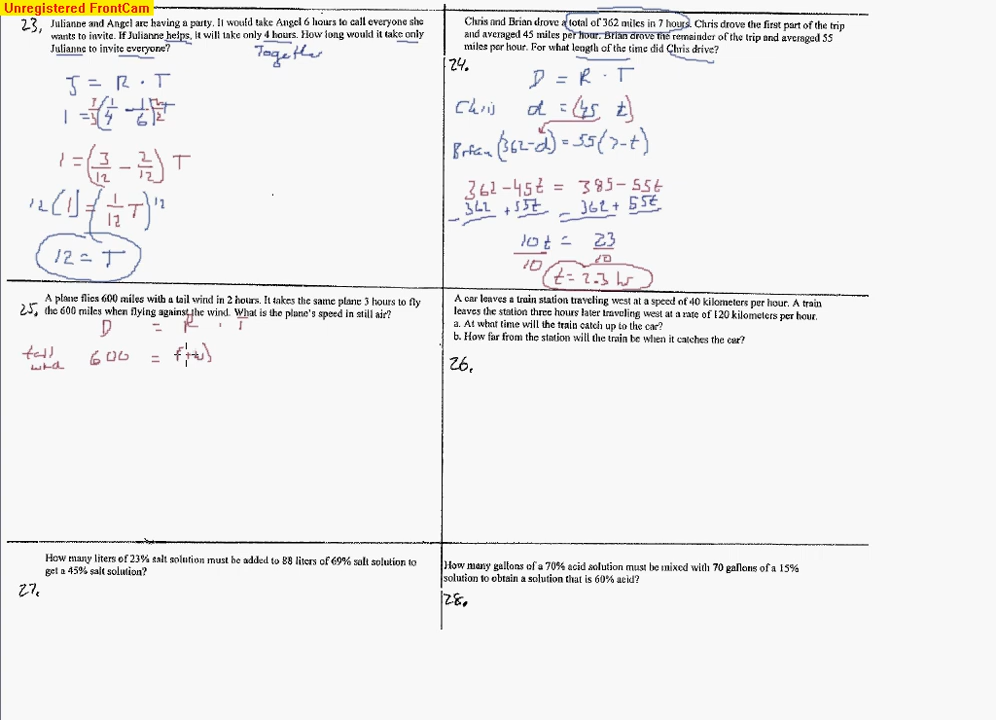 Unregistered FrontCam
23, Julianne and Angel are having a party. It would take Angel 6 hours to call everyone she
wants to invite. If Julianne helps, it will take only 4 hours. How long would it take only
Julianne to invite everyone?
Together
J = R · T
1 = 3/3(1/4 - 1/6)2/2 T
1 = (3/12 - 2/12) T
12(1) = (1/12 T)12
12 = T
Chris and Brian drove a total of 362 miles in 7 hours. Chris drove the first part of the trip
and averaged 45 miles per hour. Brian drove the remainder of the trip and averaged 55
miles per hour. For what length of the time did Chris drive?
24.
D = R · T
Chris d = (45 t)
Brian (362-d) = 55(7-t)
362-45t = 385-55t
-362 +55t -362+ 55t
10t = 23
10 10
t = 2.3 hr
A plane flies 600 miles with a tail wind in 2 hours. It takes the same plane 3 hours to fly
25, the 600 miles when flying against the wind. What is the plane's speed in still air?
D = R · T
tail wind 600 =
A car leaves a train station traveling west at a speed of 40 kilometers per hour. A train
leaves the station three hours later traveling west at a rate of 120 kilometers per hour.
a. At what time will the train catch up to the car?
b. How far from the station will the train be when it catches the car?
26,
How many liters of 23% salt solution must be added to 88 liters of 69% salt solution to
get a 45% salt solution?
27.
How many gallons of a 70% acid solution must be mixed with 70 gallons of a 15%
solution to obtain a solution that is 60% acid?
28.